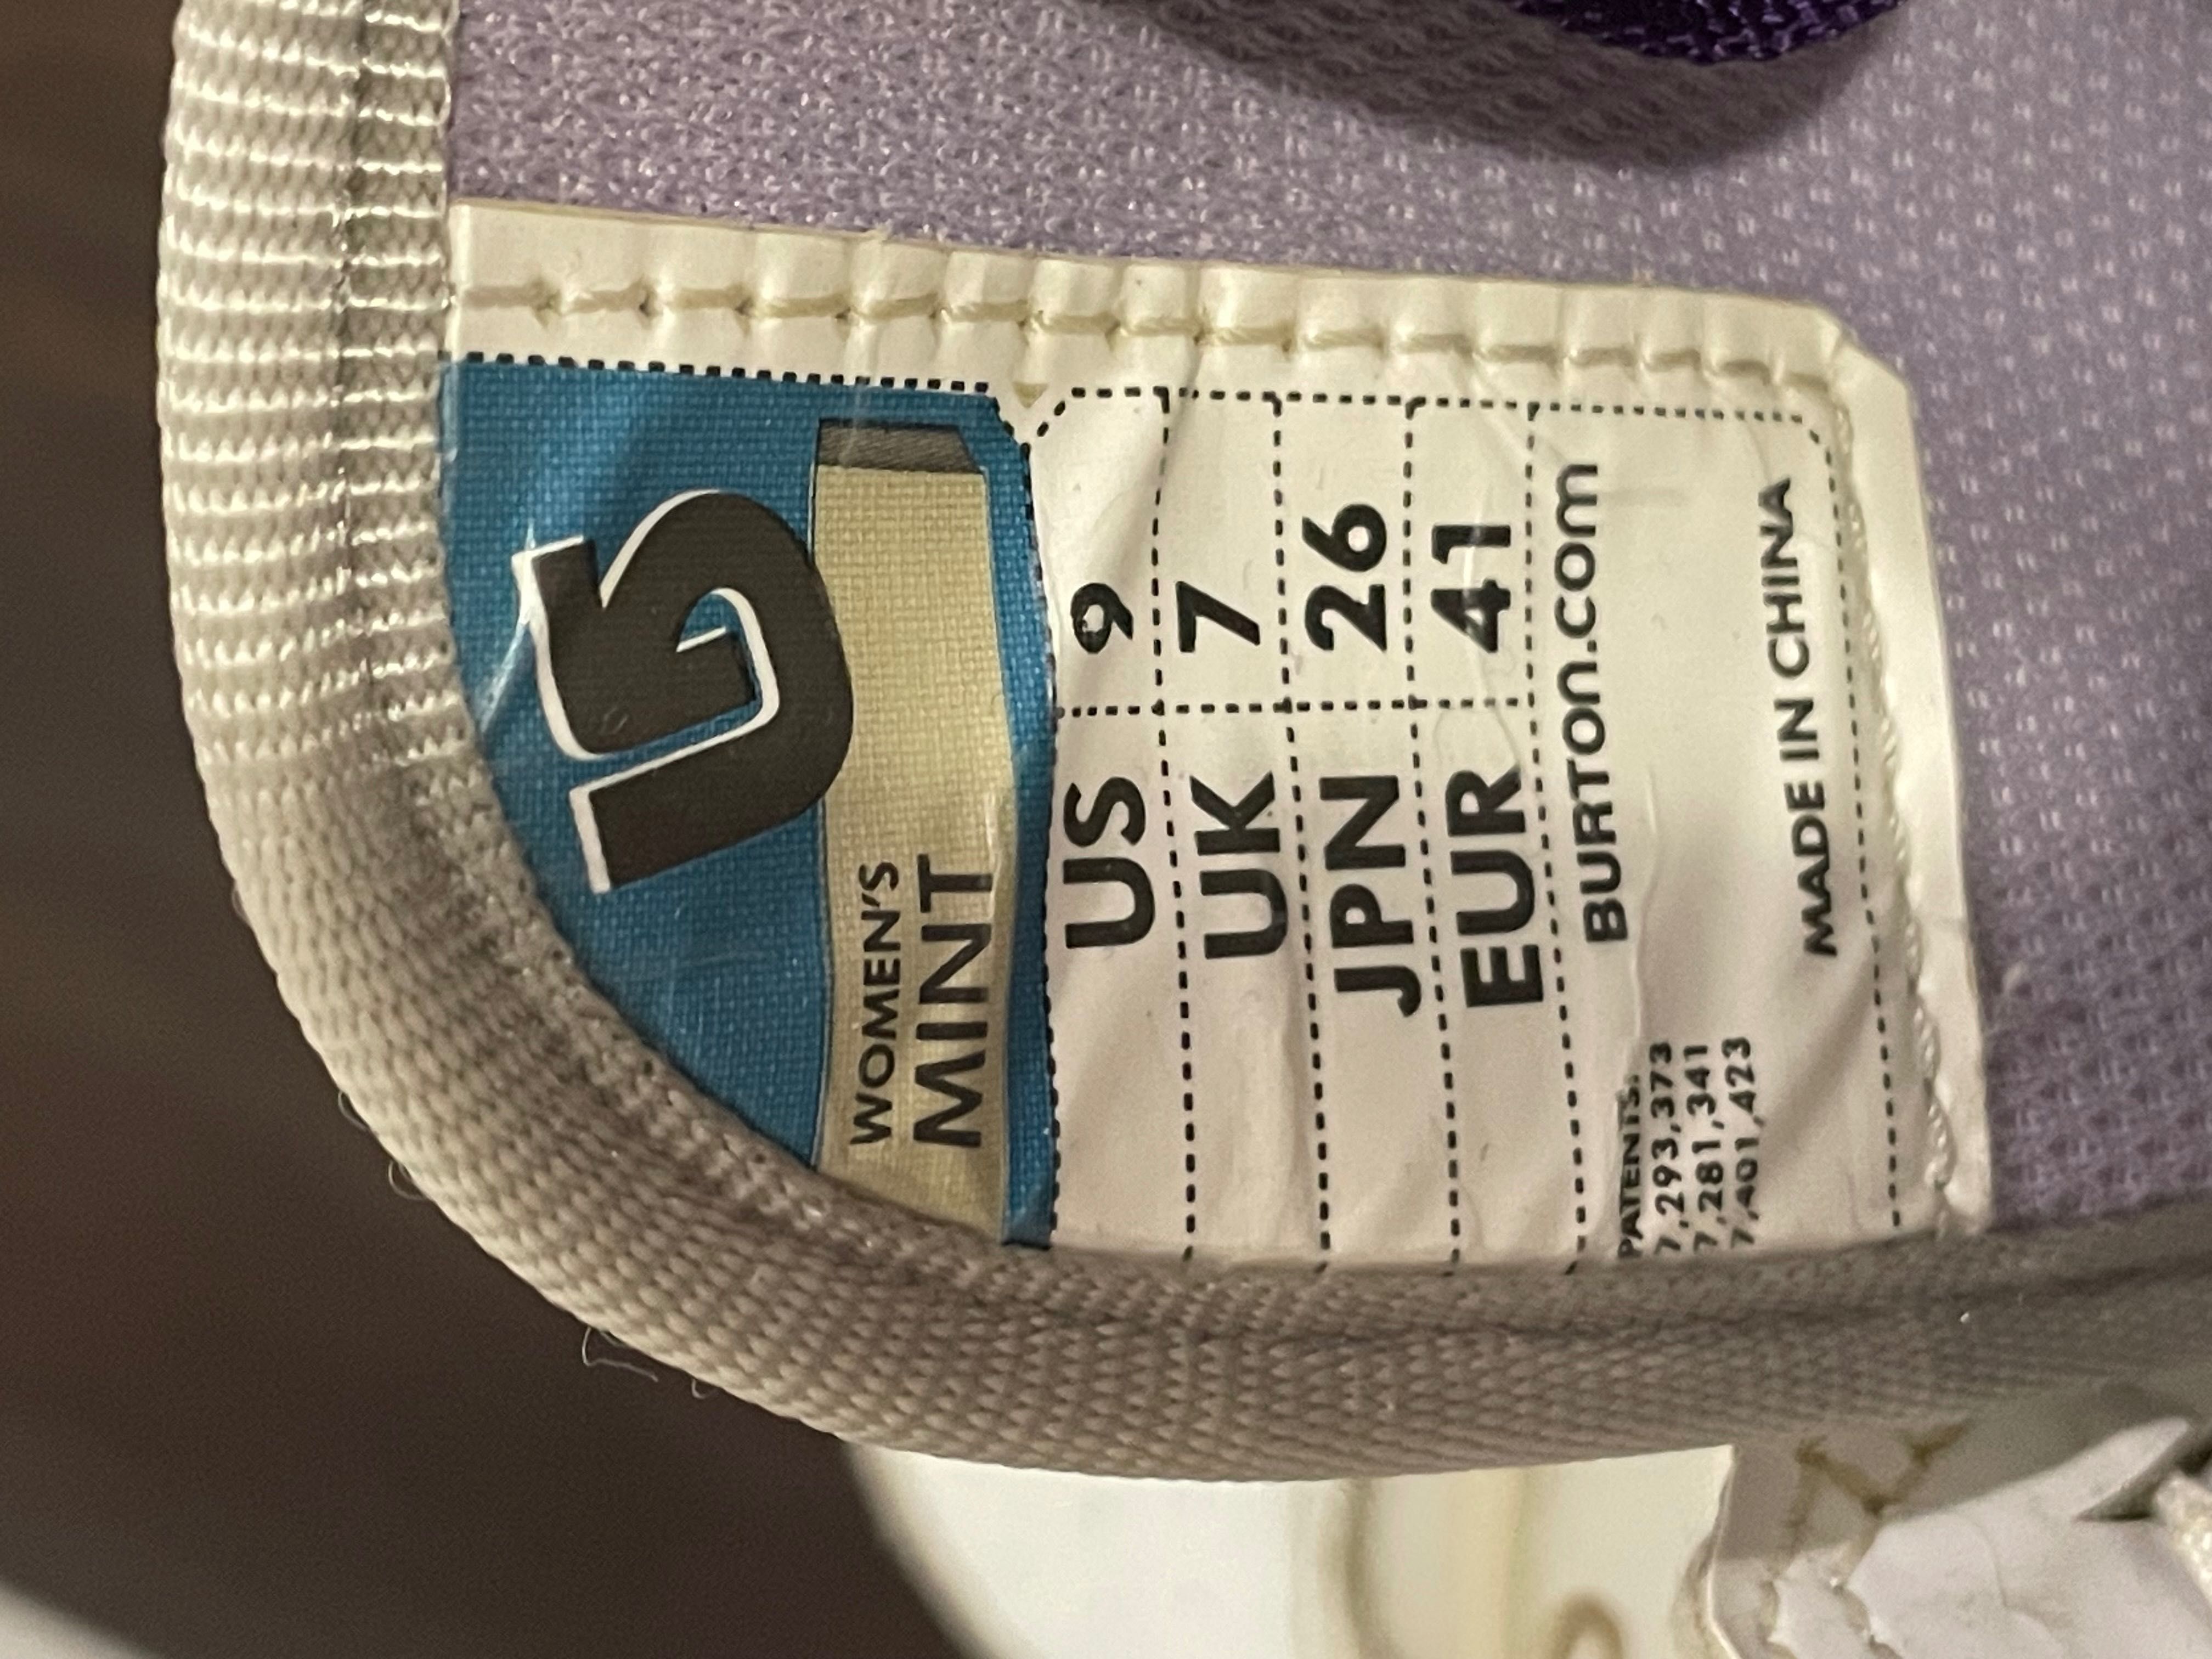 WOMEN'S
MINT
US 9
UK 7
JPN 26
EUR 41
BURTON.COM
PATENTS:
7,293,373
7,281,341
7,401,423
MADE IN CHINA